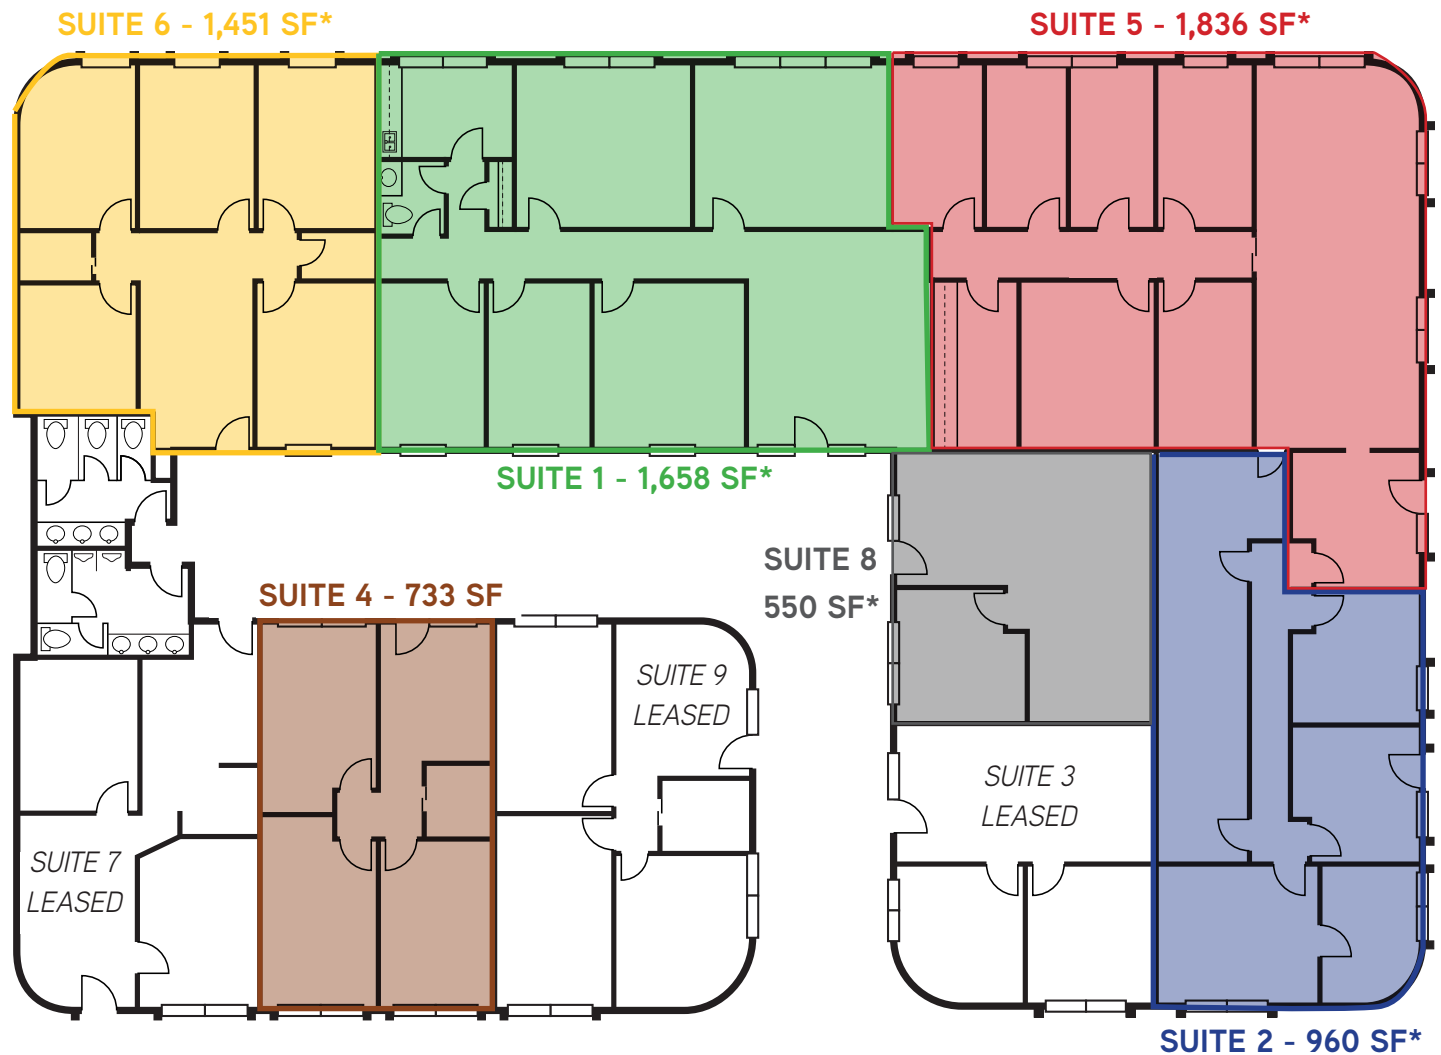 SUITE 6 - 1,451 SF*
SUITE 5 - 1,836 SF*
SUITE 1 - 1,658 SF*
SUITE 8
550 SF*
SUITE 4 - 733 SF
SUITE 9
LEASED
SUITE 3
LEASED
SUITE 7
LEASED
SUITE 2 - 960 SF*